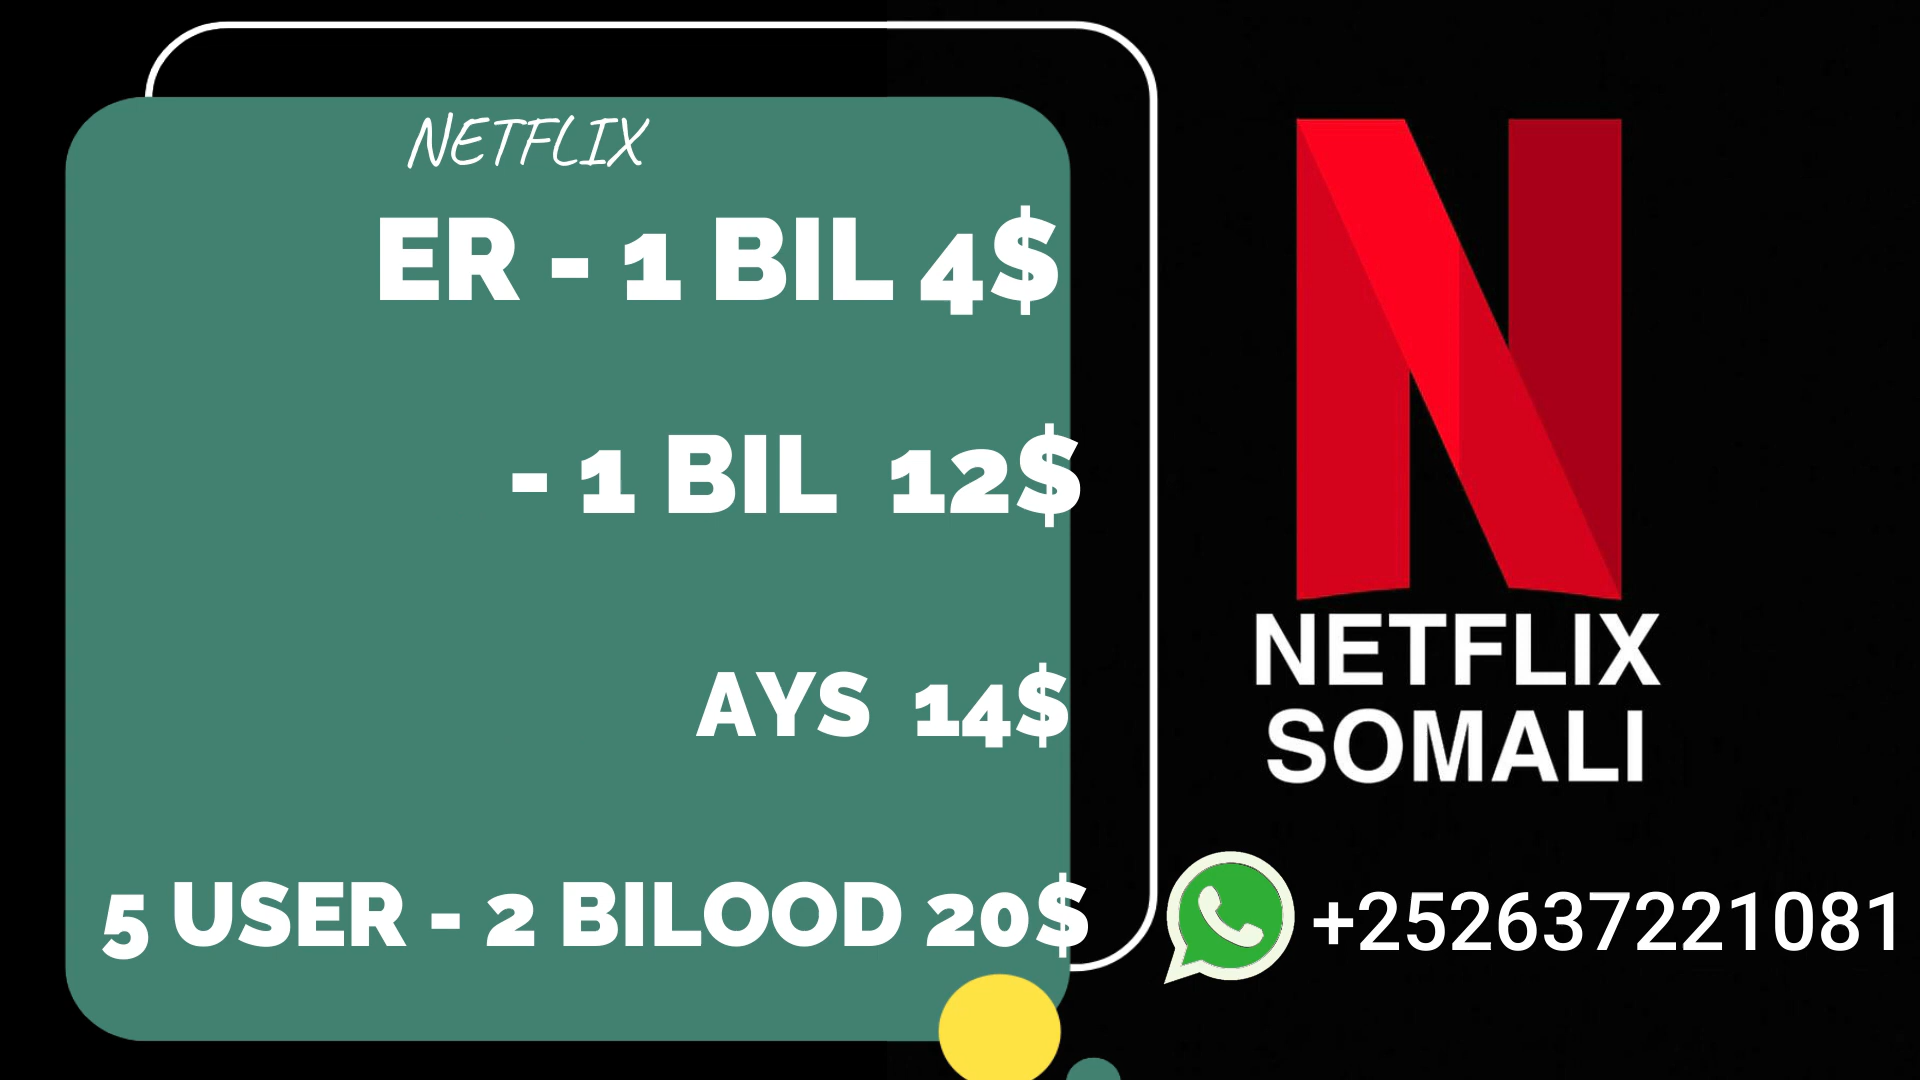 NETFLIX
ER - 1 BIL 4$
- 1 BIL 12$
AYS 14$
5 USER - 2 BILOOD 20$
NETFLIX
SOMALI
+252637221081